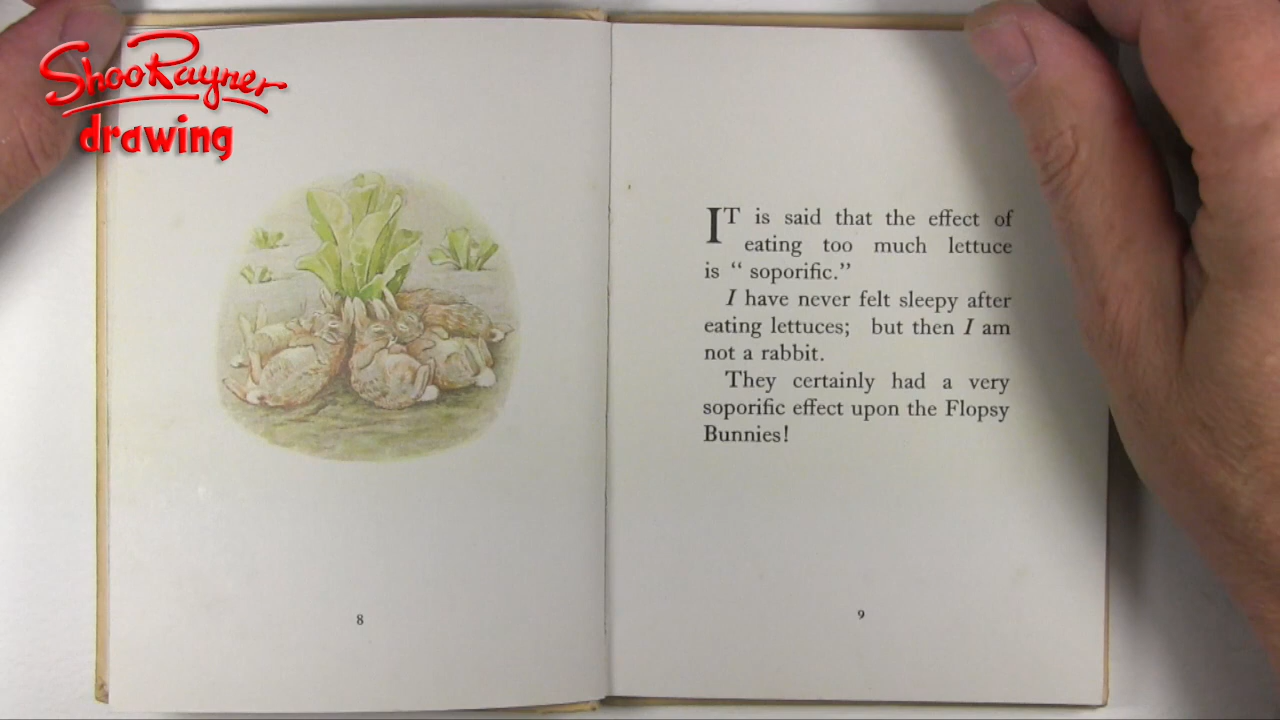 ShooRayner
drawing
IT is said that the effect of
eating too much lettuce
is “ soporific.”
I have never felt sleepy after
eating lettuces; but then I am
not a rabbit.
They certainly had a very
soporific effect upon the Flopsy
Bunnies!
8
9